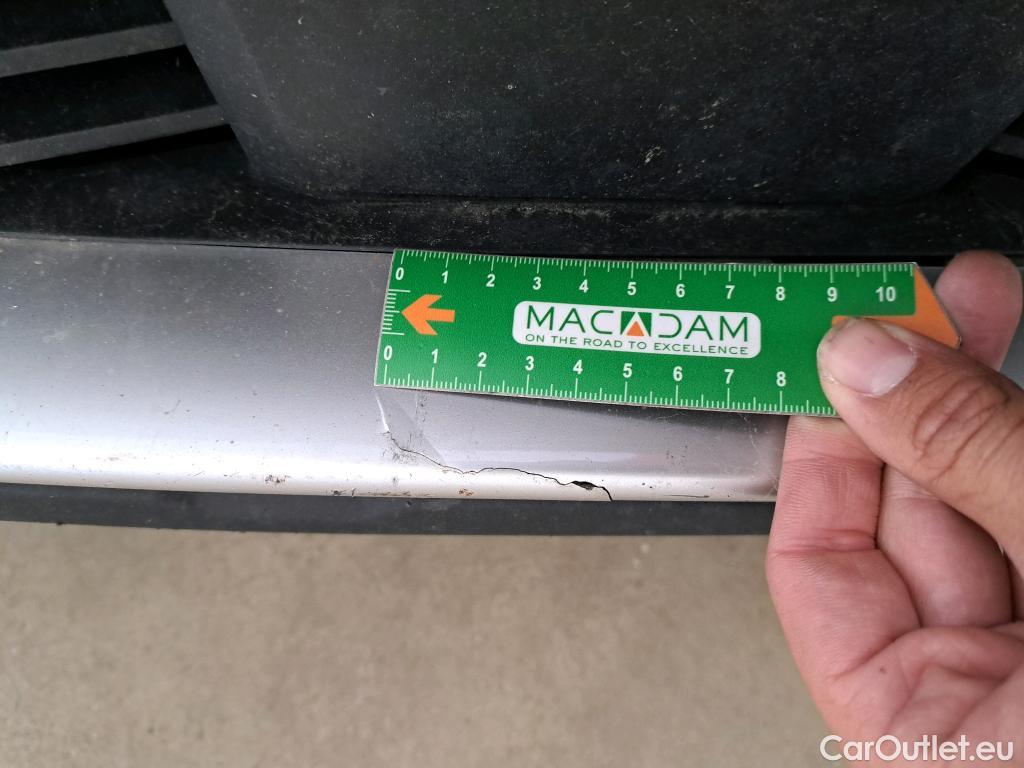 0 1 2 3 4 5 6 7 8 9 10
MACADAM
ON THE ROAD TO EXCELLENCE
0 1 2 3 4 5 6 7 8
CarOutlet.eu